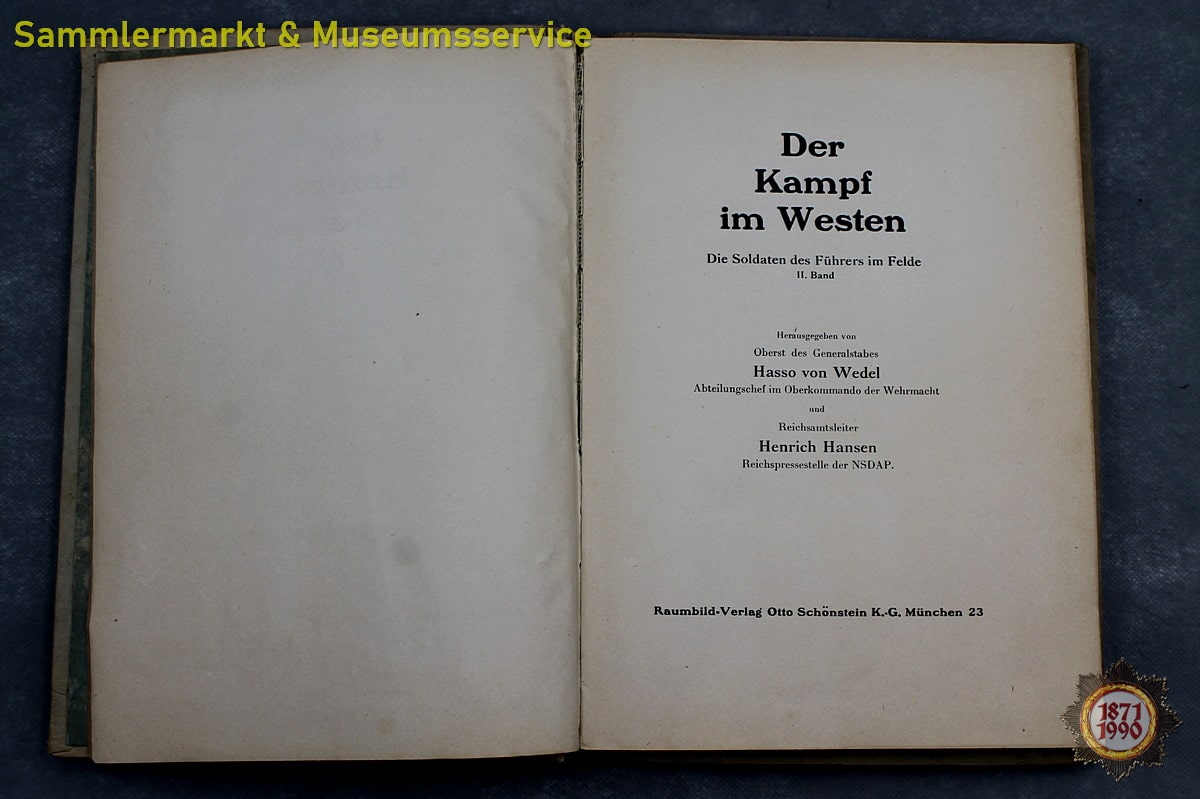 Sammlermarkt & Museumsservice
Der
Kampf
im Westen
Die Soldaten des Führers im Felde
II. Band
Herausgegeben von
Oberst des Generalstabes
Hasso von Wedel
Abteilungschef im Oberkommando der Wehrmacht
und
Reichsamtsleiter
Henrich Hansen
Reichspressestelle der NSDAP.
Raumbild-Verlag Otto Schönstein K.-G. München 23
1871
1990